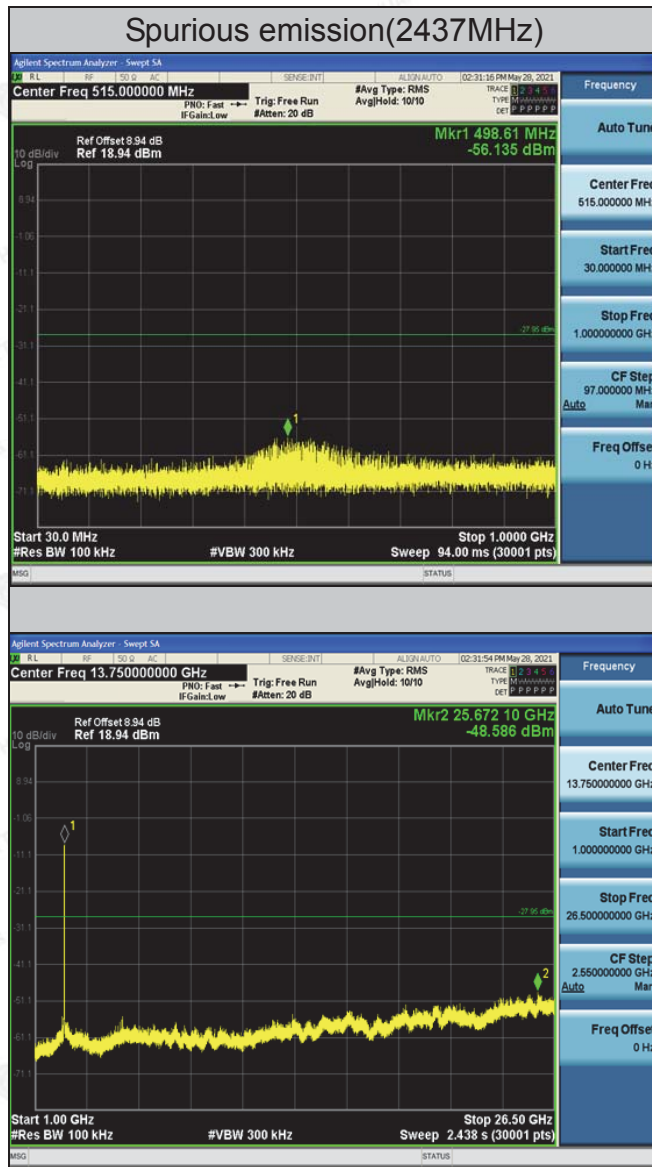 Spurious emission(2437MHz)
Agilent Spectrum Analyzer - Swept SA
RL RF 50 Ω AC SENSE:INT ALIGN AUTO 02:31:16 PM May 28, 2021
Center Freq 515.000000 MHz #Avg Type: RMS TRACE 1 2 3 4 5 6
PNO: Fast Trig: Free Run Avg|Hold: 10/10 TYPE M
IFGain:Low #Atten: 20 dB DET P P P P P P
Frequency
Auto Tune
Mkr1 498.61 MHz
Ref Offset 8.94 dB
10 dB/div Ref 18.94 dBm -56.135 dBm
Log
8.94
-1.06
-11.1
-21.1
-27.95 dBm
-31.1
-41.1
-51.1
1
-61.1
-71.1
Center Freq
515.000000 MHz
Start Freq
30.000000 MHz
Stop Freq
1.000000000 GHz
CF Step
97.000000 MHz
Auto Man
Freq Offset
0 Hz
Start 30.0 MHz Stop 1.0000 GHz
#Res BW 100 kHz #VBW 300 kHz Sweep 94.00 ms (30001 pts)
MSG STATUS
Agilent Spectrum Analyzer - Swept SA
RL RF 50 Ω AC SENSE:INT ALIGN AUTO 02:31:54 PM May 28, 2021
Center Freq 13.750000000 GHz #Avg Type: RMS TRACE 1 2 3 4 5 6
PNO: Fast Trig: Free Run Avg|Hold: 10/10 TYPE M
IFGain:Low #Atten: 20 dB DET P P P P P P
Frequency
Auto Tune
Mkr2 25.672 10 GHz
Ref Offset 8.94 dB
10 dB/div Ref 18.94 dBm -48.586 dBm
Log
8.94
-1.06
1
-11.1
-21.1
-27.95 dBm
-31.1
-41.1
2
-51.1
-61.1
-71.1
Center Freq
13.750000000 GHz
Start Freq
1.000000000 GHz
Stop Freq
26.500000000 GHz
CF Step
2.550000000 GHz
Auto Man
Freq Offset
0 Hz
Start 1.00 GHz Stop 26.50 GHz
#Res BW 100 kHz #VBW 300 kHz Sweep 2.438 s (30001 pts)
MSG STATUS